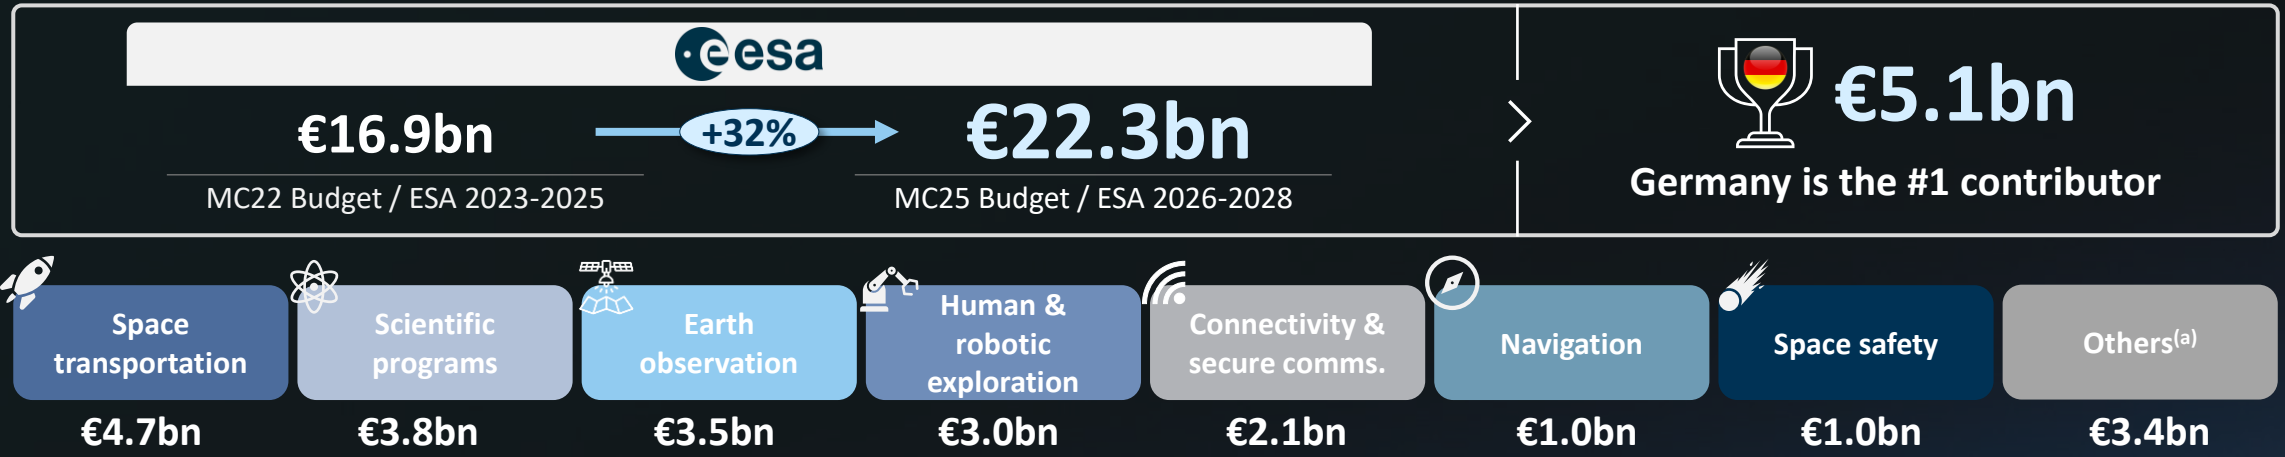 esa
€16.9bn
+32%
€22.3bn
MC22 Budget / ESA 2023-2025
MC25 Budget / ESA 2026-2028
€5.1bn
Germany is the #1 contributor
Space
transportation
€4.7bn
Scientific
programs
€3.8bn
Earth
observation
€3.5bn
Human &
robotic
exploration
€3.0bn
Connectivity &
secure comms.
€2.1bn
Navigation
€1.0bn
Space safety
€1.0bn
Others(a)
€3.4bn